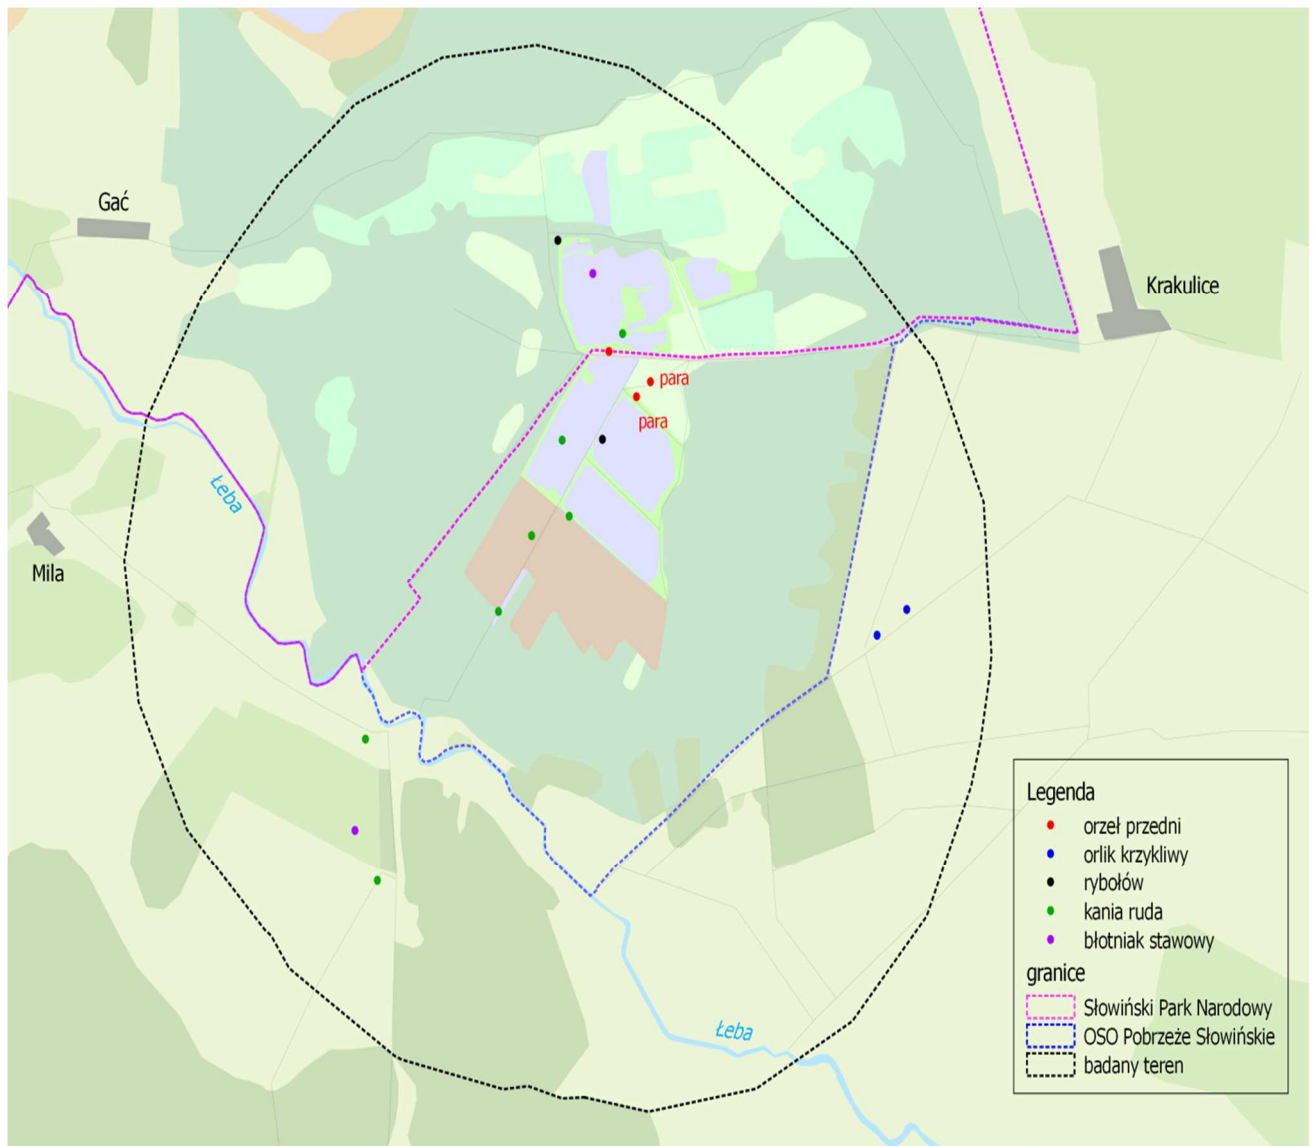 Gać
Krakulice
para
para
Łeba
Mila
Łeba
Legenda
orzeł przedni
orlik krzykliwy
rybołów
kania ruda
błotniak stawowy
granice
Słowiński Park Narodowy
OSO Pobrzeże Słowińskie
badany teren